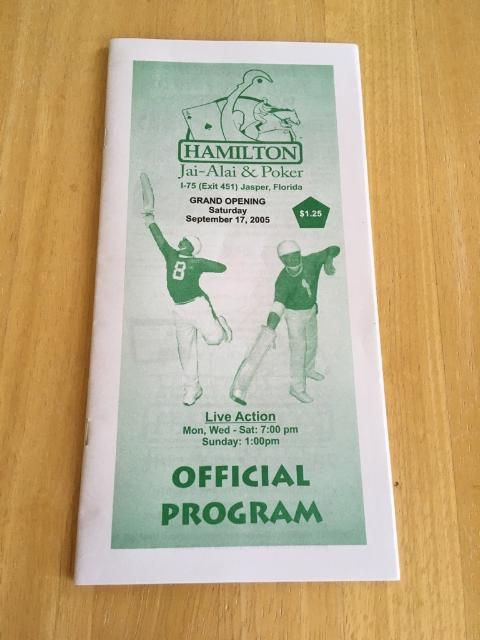 HAMILTON
Jai-Alai & Poker
I-75 (Exit 451) Jasper, Florida
GRAND OPENING
Saturday
September 17, 2005
$1.25
8
1
Live Action
Mon, Wed - Sat: 7:00 pm
Sunday: 1:00pm
OFFICIAL
PROGRAM